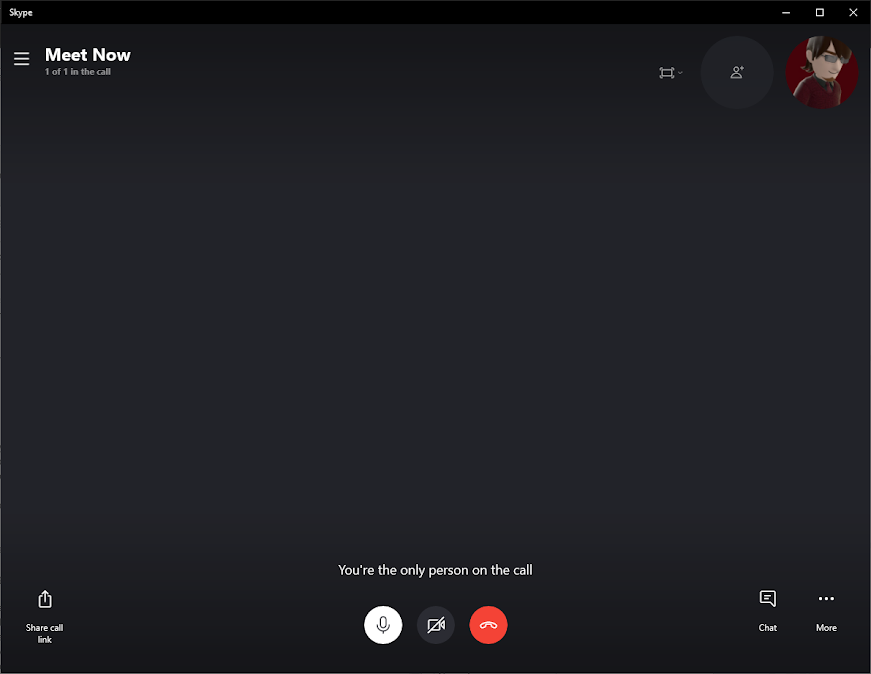 Skype
Meet Now
1 of 1 in the call
You're the only person on the call
Share call
link
Chat
More